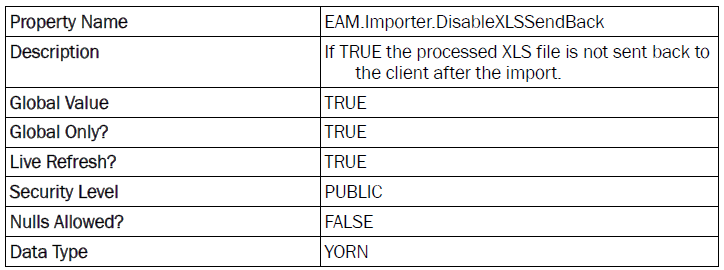 Property Name EAM.Importer.DisableXLSSendBack
Description If TRUE the processed XLS file is not sent back to
the client after the import.
Global Value TRUE
Global Only? TRUE
Live Refresh? TRUE
Security Level PUBLIC
Nulls Allowed? FALSE
Data Type YORN